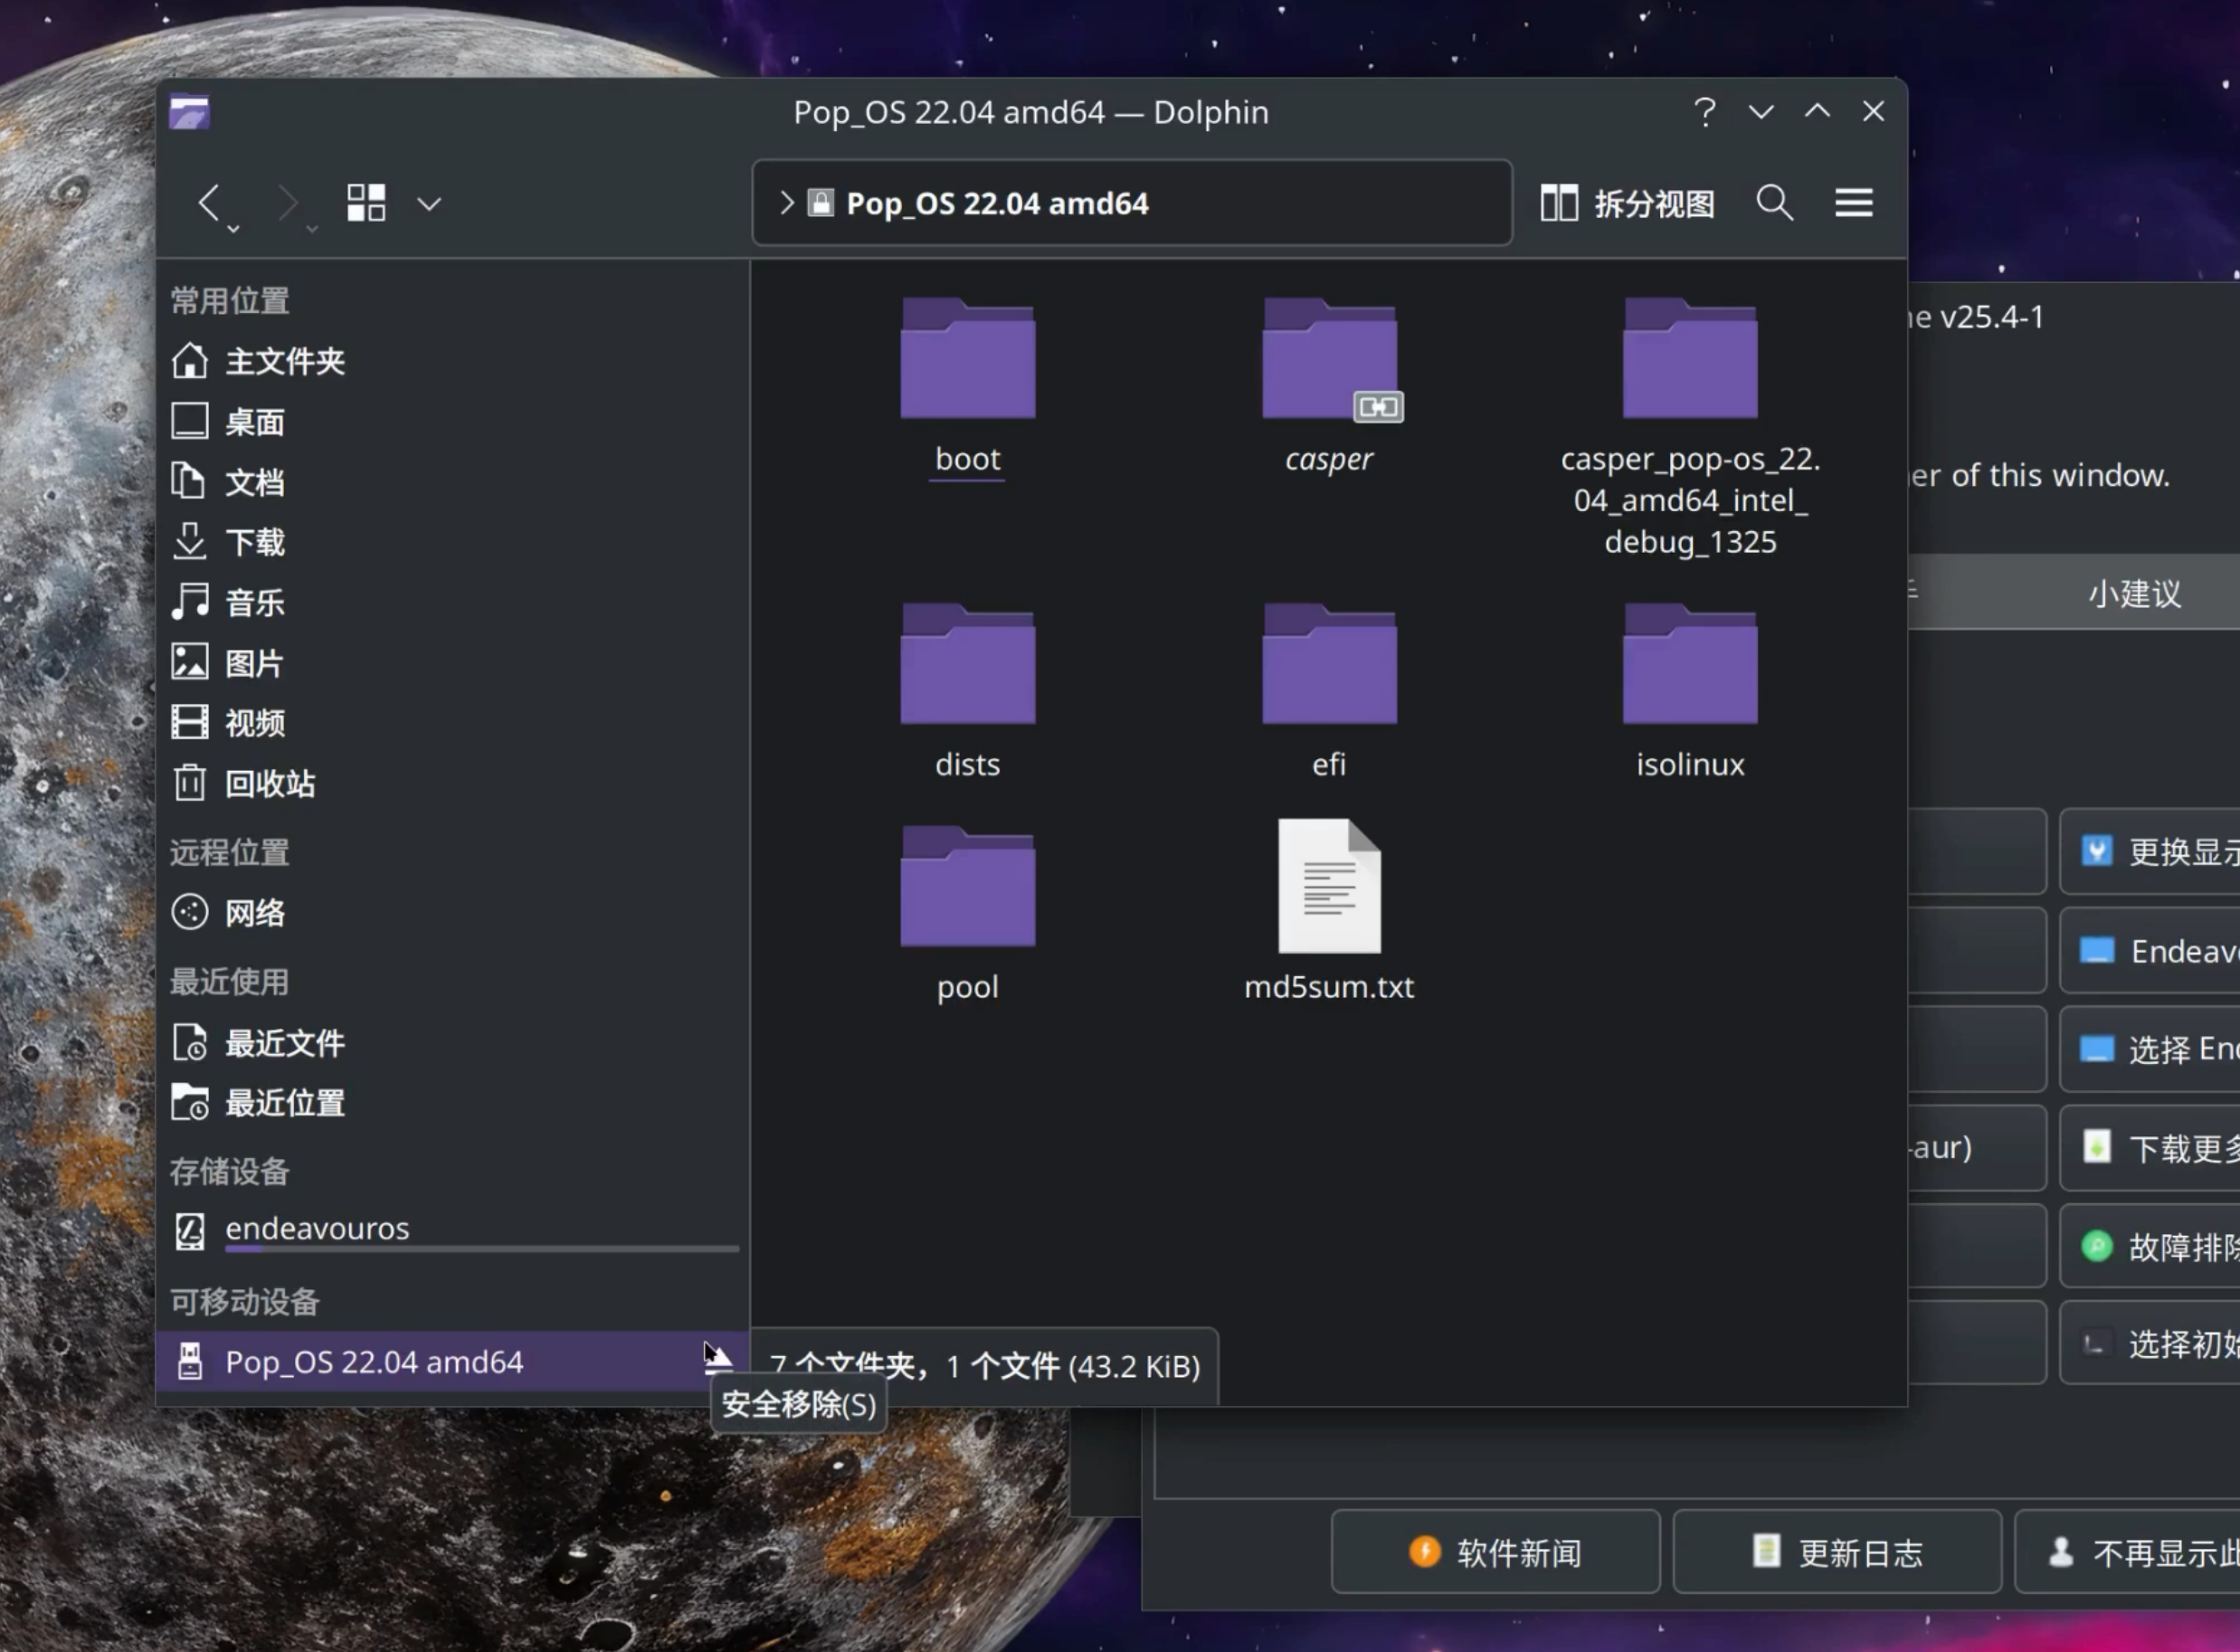 Pop_OS 22.04 amd64 — Dolphin
Pop_OS 22.04 amd64
拆分视图
常用位置
主文件夹
桌面
文档
下载
音乐
图片
视频
回收站
远程位置
网络
最近使用
最近文件
最近位置
存储设备
endeavouros
可移动设备
Pop_OS 22.04 amd64
安全移除(S)
boot
casper
casper_pop-os_22.
04_amd64_intel_
debug_1325
dists
efi
isolinux
pool
md5sum.txt
7 个文件夹，1 个文件 (43.2 KiB)
v25.4-1
of this window.
小建议
更换显示
Endeav
选择 End
-aur)
下载更多
故障排除
选择初始
软件新闻
更新日志
不再显示此